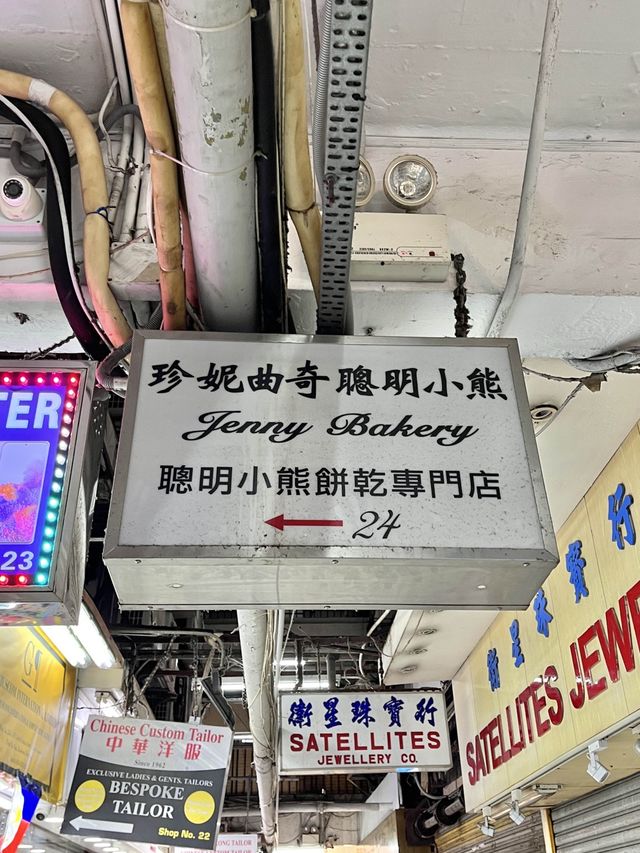 珍妮曲奇聰明小熊
Jenny Bakery
聰明小熊餅乾專門店
24
TER
23
衛星珠寶行
SATELLITES
JEWELLERY CO.
衛星珠寶行
SATELLITES JEWE
Chinese Custom Tailor
中華洋服
Since 1962
EXCLUSIVE LADIES & GENTS. TAILORS
BESPOKE
TAILOR
Shop No. 22